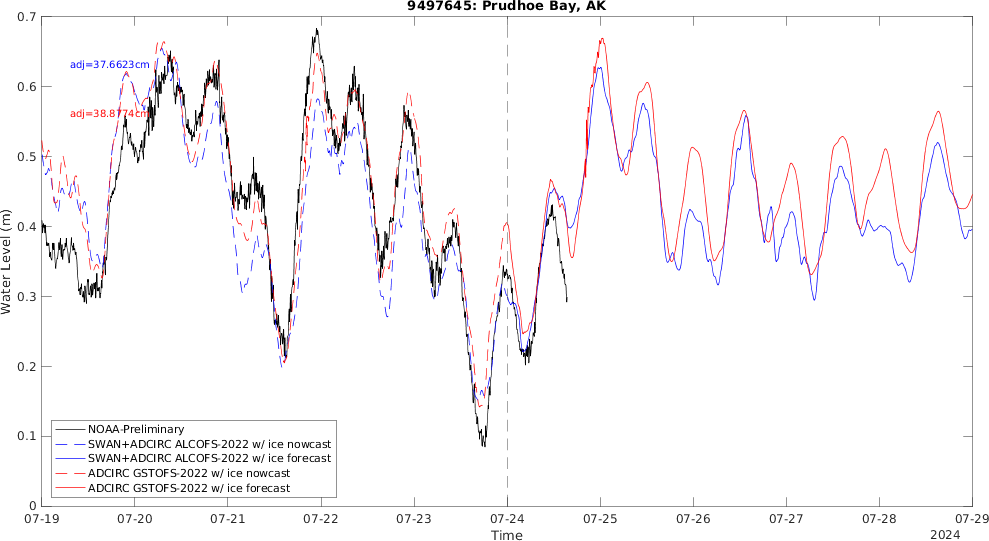 9497645: Prudhoe Bay, AK
0.7
0.6
0.5
0.4
0.3
0.2
0.1
0
Water Level (m)
adj=37.6623cm
adj=38.8774cm
NOAA-Preliminary
SWAN+ADCIRC ALCOFS-2022 w/ ice nowcast
SWAN+ADCIRC ALCOFS-2022 w/ ice forecast
ADCIRC GSTOFS-2022 w/ ice nowcast
ADCIRC GSTOFS-2022 w/ ice forecast
07-19 07-20 07-21 07-22 07-23 07-24 07-25 07-26 07-27 07-28 07-29
Time
2024